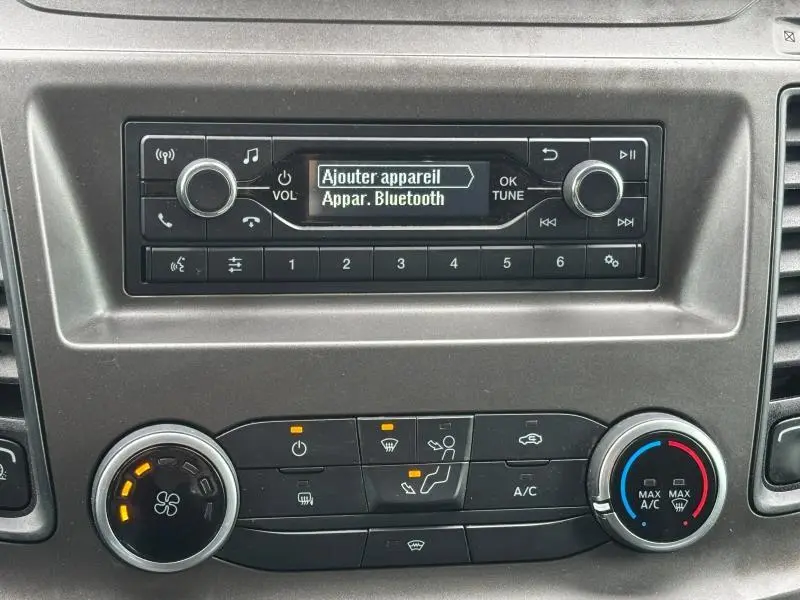 Ajouter appareil
Appar. Bluetooth
VOL
OK
TUNE
1 2 3 4 5 6
A/C
MAX
A/C
MAX